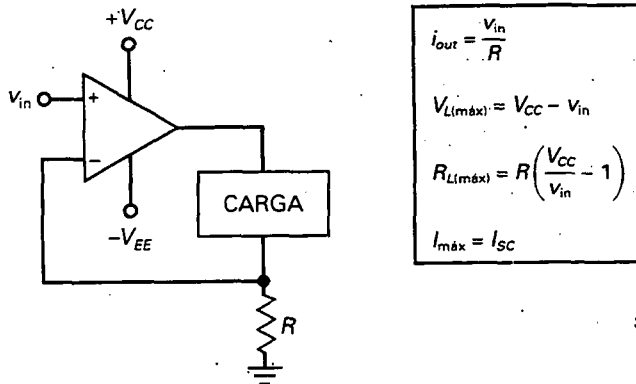 +V_CC
v_in
+
−
−V_EE
CARGA
R
i_out = v_in / R
V_L(máx) = V_CC − v_in
R_L(máx) = R(V_CC / v_in − 1)
I_máx = I_SC